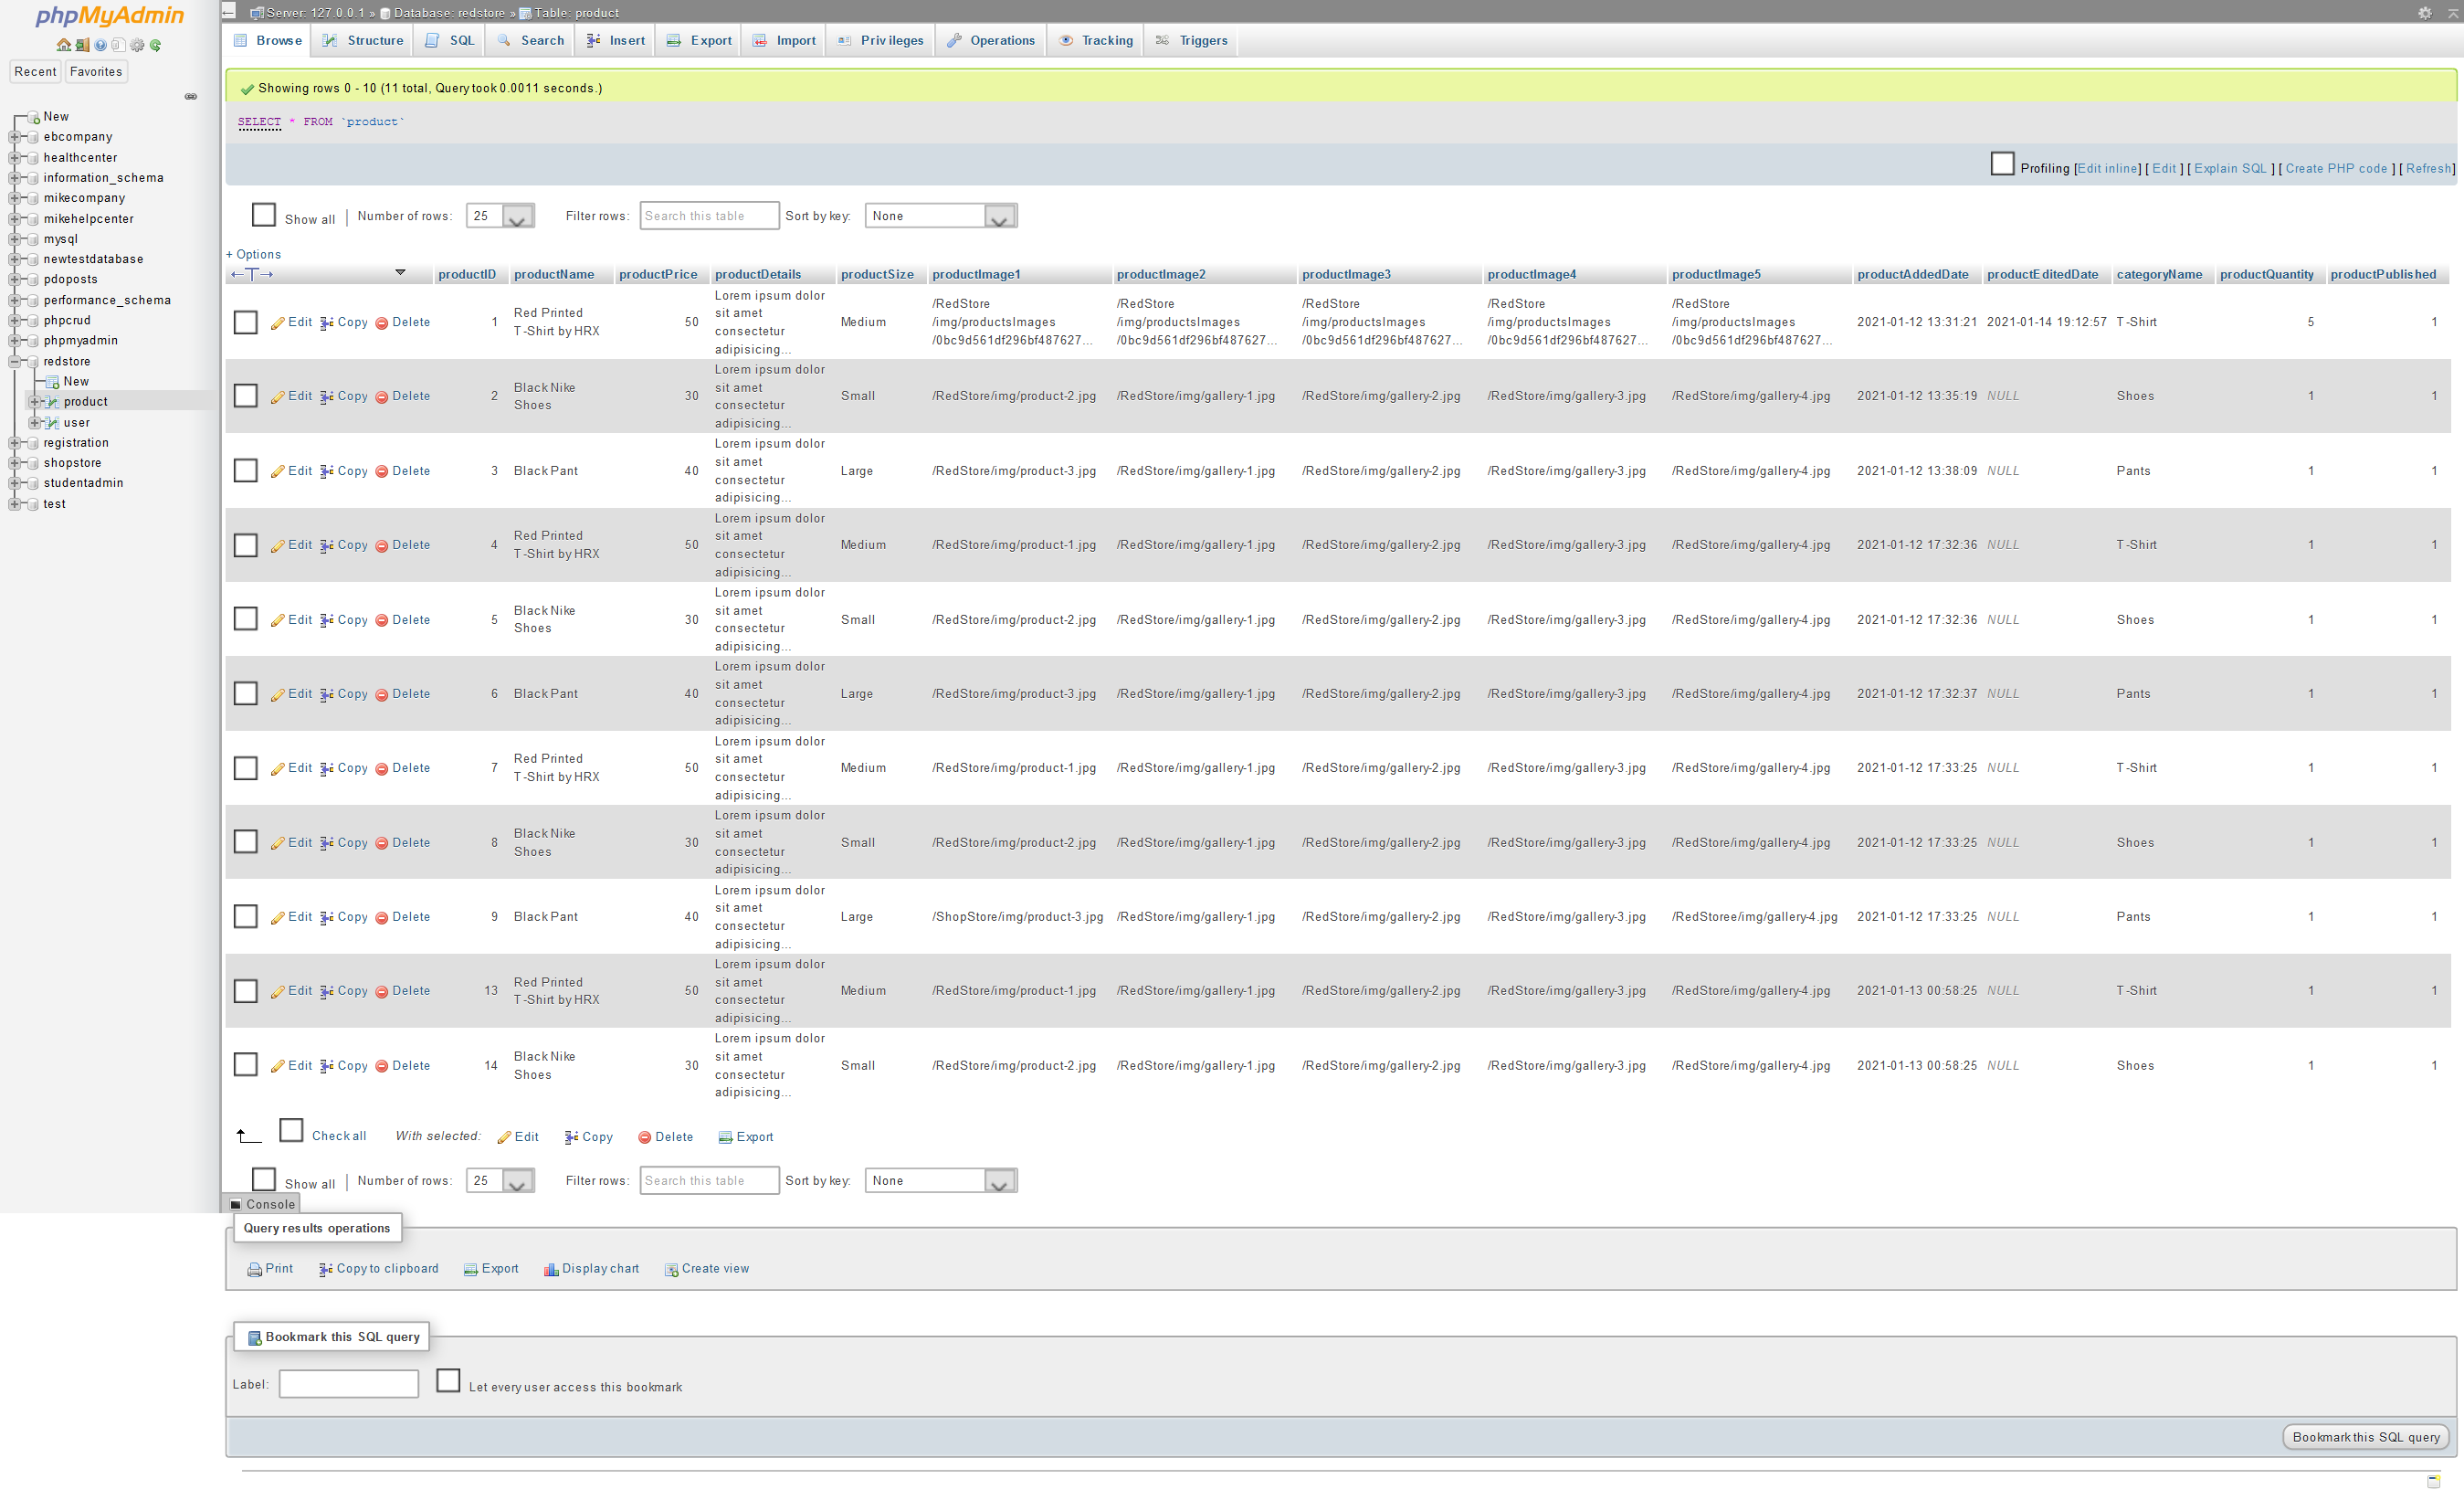 phpMyAdmin
Recent Favorites
New
ebcompany
healthcenter
information_schema
mikecompany
mikehelpcenter
mysql
newtestdatabase
pdoposts
performance_schema
phpcrud
phpmyadmin
redstore
New
product
user
registration
shopstore
studentadmin
test
Server: 127.0.0.1 » Database: redstore » Table: product
Browse Structure SQL Search Insert Export Import Privileges Operations Tracking Triggers
Showing rows 0 - 10 (11 total, Query took 0.0011 seconds.)
SELECT * FROM `product`
Profiling [Edit inline] [ Edit ] [ Explain SQL ] [ Create PHP code ] [ Refresh]
Show all | Number of rows: 25 Filter rows: Search this table Sort by key: None
+ Options
←T→ productID productName productPrice productDetails productSize productImage1 productImage2 productImage3 productImage4 productImage5 productAddedDate productEditedDate categoryName productQuantity productPublished
Edit Copy Delete 1 Red Printed T-Shirt by HRX 50 Lorem ipsum dolor sit amet consectetur adipisicing... Medium /RedStore/img/productsImages/0bc9d561df296bf487627... /RedStore/img/productsImages/0bc9d561df296bf487627... /RedStore/img/productsImages/0bc9d561df296bf487627... /RedStore/img/productsImages/0bc9d561df296bf487627... /RedStore/img/productsImages/0bc9d561df296bf487627... 2021-01-12 13:31:21 2021-01-14 19:12:57 T-Shirt 5 1
Edit Copy Delete 2 Black Nike Shoes 30 Lorem ipsum dolor sit amet consectetur adipisicing... Small /RedStore/img/product-2.jpg /RedStore/img/gallery-1.jpg /RedStore/img/gallery-2.jpg /RedStore/img/gallery-3.jpg /RedStore/img/gallery-4.jpg 2021-01-12 13:35:19 NULL Shoes 1 1
Edit Copy Delete 3 Black Pant 40 Lorem ipsum dolor sit amet consectetur adipisicing... Large /RedStore/img/product-3.jpg /RedStore/img/gallery-1.jpg /RedStore/img/gallery-2.jpg /RedStore/img/gallery-3.jpg /RedStore/img/gallery-4.jpg 2021-01-12 13:38:09 NULL Pants 1 1
Edit Copy Delete 4 Red Printed T-Shirt by HRX 50 Lorem ipsum dolor sit amet consectetur adipisicing... Medium /RedStore/img/product-1.jpg /RedStore/img/gallery-1.jpg /RedStore/img/gallery-2.jpg /RedStore/img/gallery-3.jpg /RedStore/img/gallery-4.jpg 2021-01-12 17:32:36 NULL T-Shirt 1 1
Edit Copy Delete 5 Black Nike Shoes 30 Lorem ipsum dolor sit amet consectetur adipisicing... Small /RedStore/img/product-2.jpg /RedStore/img/gallery-1.jpg /RedStore/img/gallery-2.jpg /RedStore/img/gallery-3.jpg /RedStore/img/gallery-4.jpg 2021-01-12 17:32:36 NULL Shoes 1 1
Edit Copy Delete 6 Black Pant 40 Lorem ipsum dolor sit amet consectetur adipisicing... Large /RedStore/img/product-3.jpg /RedStore/img/gallery-1.jpg /RedStore/img/gallery-2.jpg /RedStore/img/gallery-3.jpg /RedStore/img/gallery-4.jpg 2021-01-12 17:32:37 NULL Pants 1 1
Edit Copy Delete 7 Red Printed T-Shirt by HRX 50 Lorem ipsum dolor sit amet consectetur adipisicing... Medium /RedStore/img/product-1.jpg /RedStore/img/gallery-1.jpg /RedStore/img/gallery-2.jpg /RedStore/img/gallery-3.jpg /RedStore/img/gallery-4.jpg 2021-01-12 17:33:25 NULL T-Shirt 1 1
Edit Copy Delete 8 Black Nike Shoes 30 Lorem ipsum dolor sit amet consectetur adipisicing... Small /RedStore/img/product-2.jpg /RedStore/img/gallery-1.jpg /RedStore/img/gallery-2.jpg /RedStore/img/gallery-3.jpg /RedStore/img/gallery-4.jpg 2021-01-12 17:33:25 NULL Shoes 1 1
Edit Copy Delete 9 Black Pant 40 Lorem ipsum dolor sit amet consectetur adipisicing... Large /ShopStore/img/product-3.jpg /RedStore/img/gallery-1.jpg /RedStore/img/gallery-2.jpg /RedStore/img/gallery-3.jpg /RedStoree/img/gallery-4.jpg 2021-01-12 17:33:25 NULL Pants 1 1
Edit Copy Delete 13 Red Printed T-Shirt by HRX 50 Lorem ipsum dolor sit amet consectetur adipisicing... Medium /RedStore/img/product-1.jpg /RedStore/img/gallery-1.jpg /RedStore/img/gallery-2.jpg /RedStore/img/gallery-3.jpg /RedStore/img/gallery-4.jpg 2021-01-13 00:58:25 NULL T-Shirt 1 1
Edit Copy Delete 14 Black Nike Shoes 30 Lorem ipsum dolor sit amet consectetur adipisicing... Small /RedStore/img/product-2.jpg /RedStore/img/gallery-1.jpg /RedStore/img/gallery-2.jpg /RedStore/img/gallery-3.jpg /RedStore/img/gallery-4.jpg 2021-01-13 00:58:25 NULL Shoes 1 1
Check all With selected: Edit Copy Delete Export
Show all | Number of rows: 25 Filter rows: Search this table Sort by key: None
Console
Query results operations
Print Copy to clipboard Export Display chart Create view
Bookmark this SQL query
Label: Let every user access this bookmark
Bookmark this SQL query